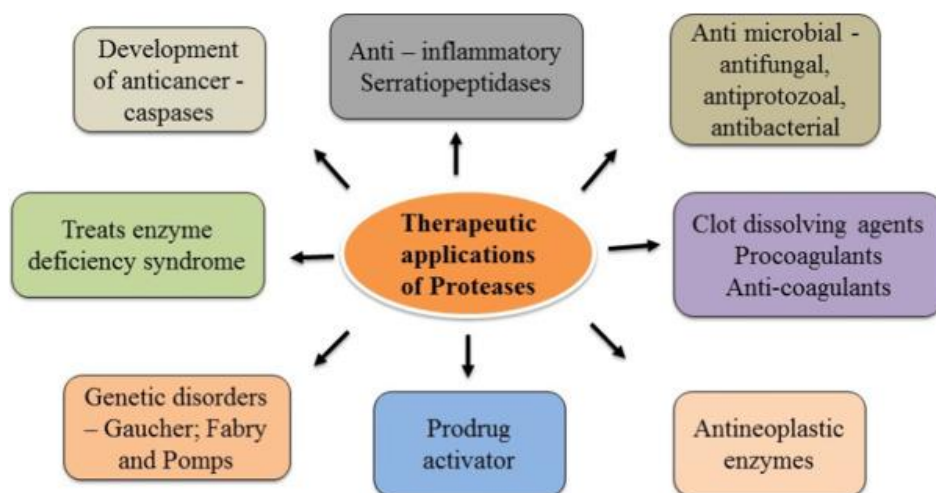 Development
of anticancer -
caspases
Anti – inflammatory
Serratiopeptidases
Anti microbial -
antifungal,
antiprotozoal,
antibacterial
Treats enzyme
deficiency syndrome
Therapeutic
applications
of Proteases
Clot dissolving agents
Procoagulants
Anti-coagulants
Genetic disorders
– Gaucher; Fabry
and Pomps
Prodrug
activator
Antineoplastic
enzymes